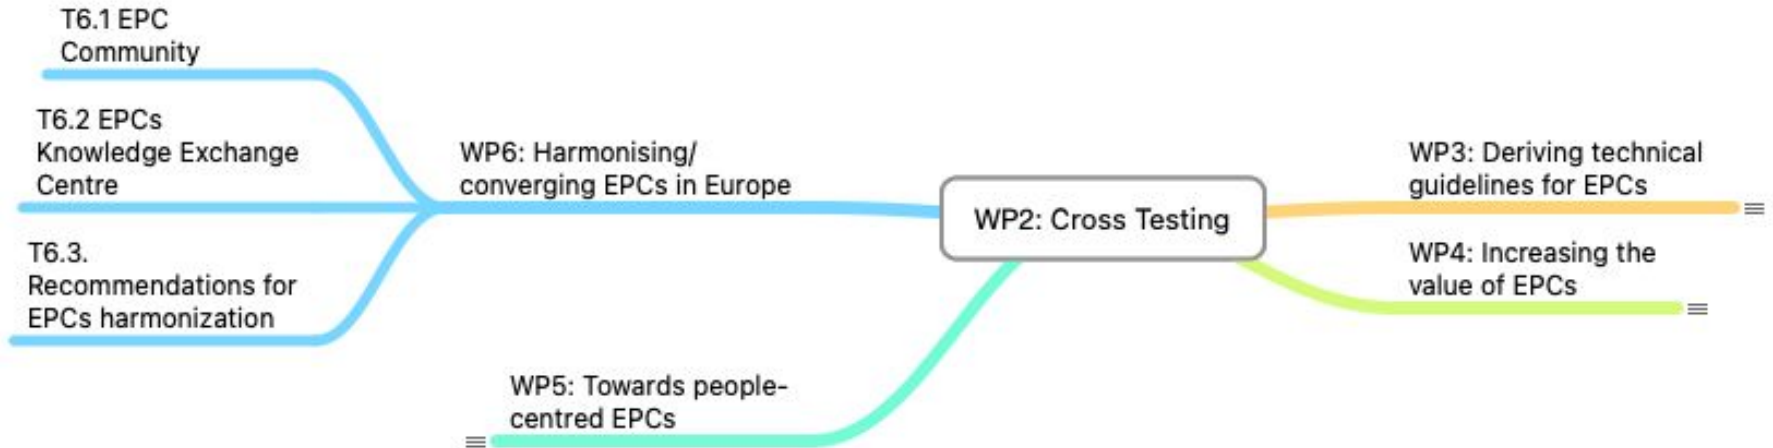 T6.1 EPC
Community
T6.2 EPCs
Knowledge Exchange
Centre
T6.3.
Recommendations for
EPCs harmonization
WP6: Harmonising/
converging EPCs in Europe
WP2: Cross Testing
WP3: Deriving technical
guidelines for EPCs
WP4: Increasing the
value of EPCs
WP5: Towards people-
centred EPCs